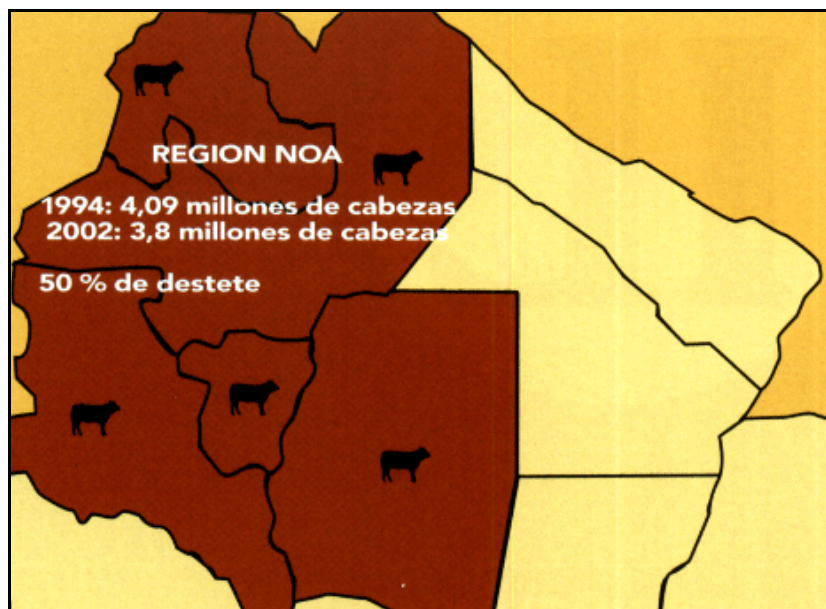 REGION NOA
1994: 4,09 millones de cabezas
2002: 3,8 millones de cabezas
50 % de destete